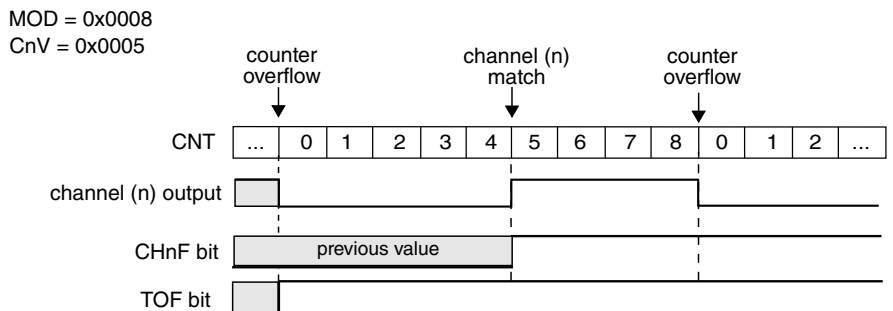 MOD = 0x0008
CnV = 0x0005
counter
overflow
channel (n)
match
counter
overflow
CNT ... 0 1 2 3 4 5 6 7 8 0 1 2 ...
channel (n) output
CHnF bit previous value
TOF bit